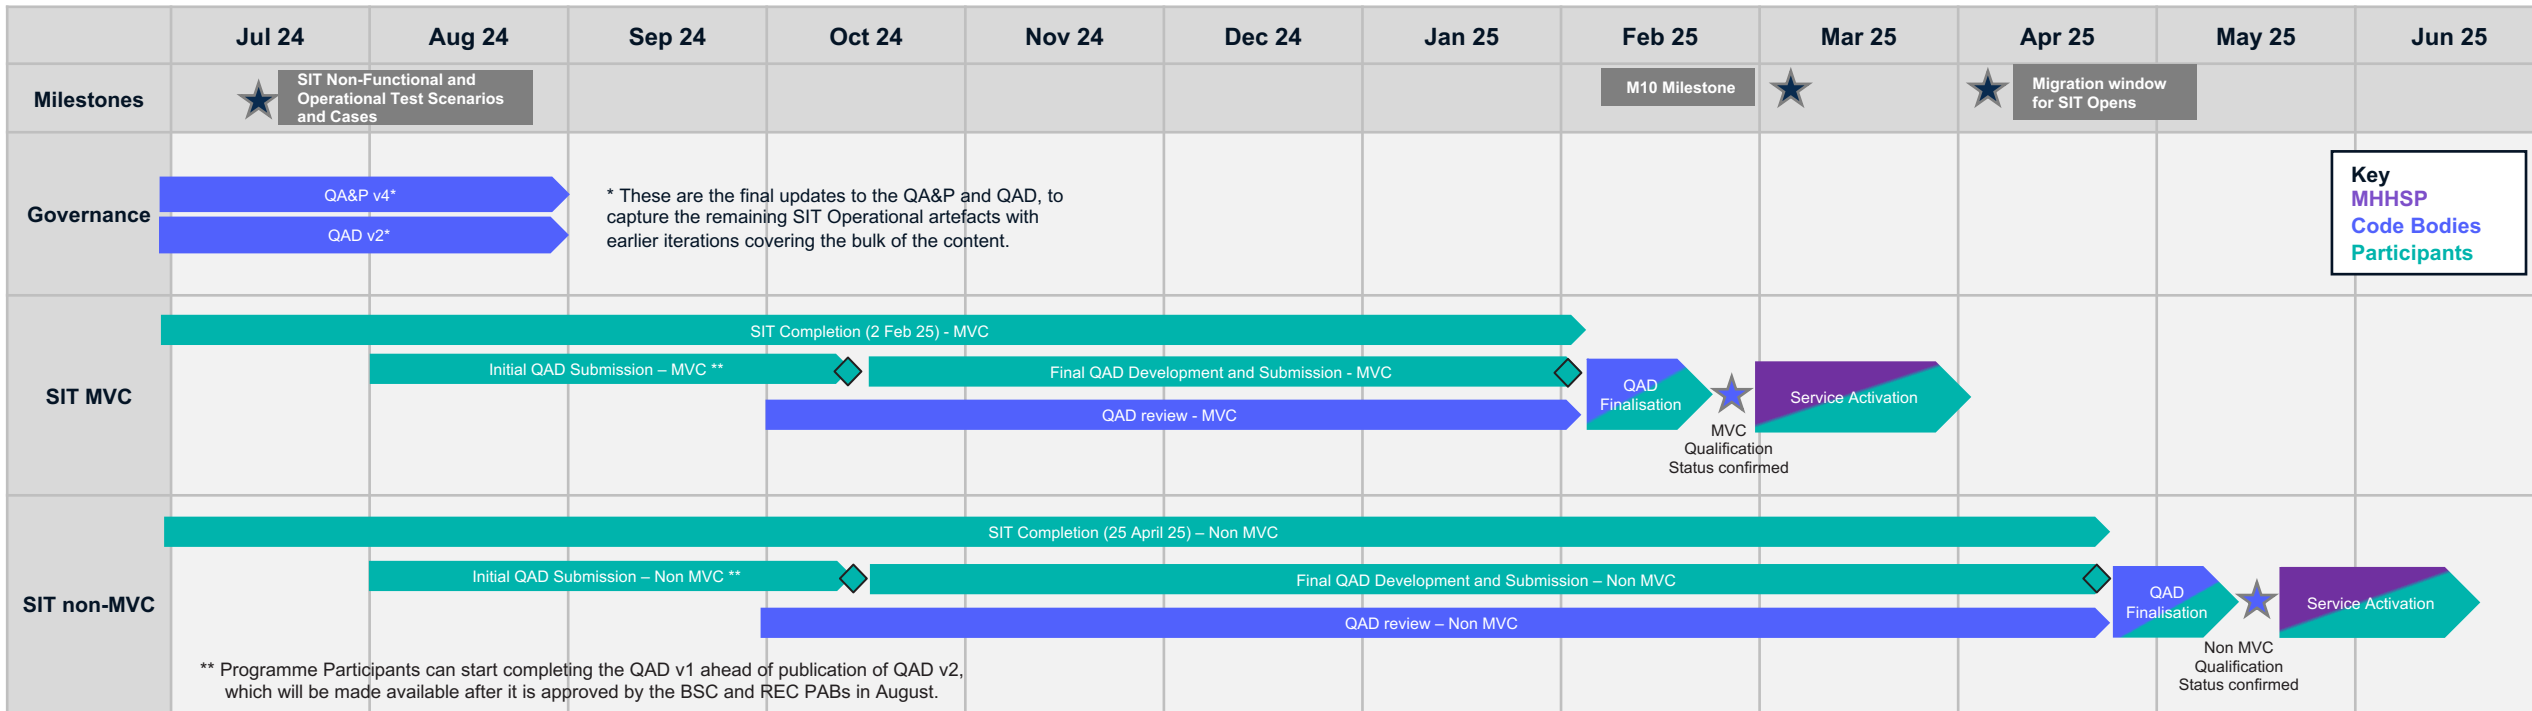 Jul 24
Aug 24
Sep 24
Oct 24
Nov 24
Dec 24
Jan 25
Feb 25
Mar 25
Apr 25
May 25
Jun 25
Milestones
SIT Non-Functional and
Operational Test Scenarios
and Cases
M10 Milestone
Migration window
for SIT Opens
Governance
QA&P v4*
QAD v2*
* These are the final updates to the QA&P and QAD, to
capture the remaining SIT Operational artefacts with
earlier iterations covering the bulk of the content.
Key
MHHSP
Code Bodies
Participants
SIT MVC
SIT Completion (2 Feb 25) - MVC
Initial QAD Submission – MVC **
Final QAD Development and Submission - MVC
QAD review - MVC
QAD
Finalisation
MVC
Qualification
Status confirmed
Service Activation
SIT non-MVC
SIT Completion (25 April 25) – Non MVC
Initial QAD Submission – Non MVC **
Final QAD Development and Submission – Non MVC
QAD review – Non MVC
QAD
Finalisation
Non MVC
Qualification
Status confirmed
Service Activation
** Programme Participants can start completing the QAD v1 ahead of publication of QAD v2,
which will be made available after it is approved by the BSC and REC PABs in August.